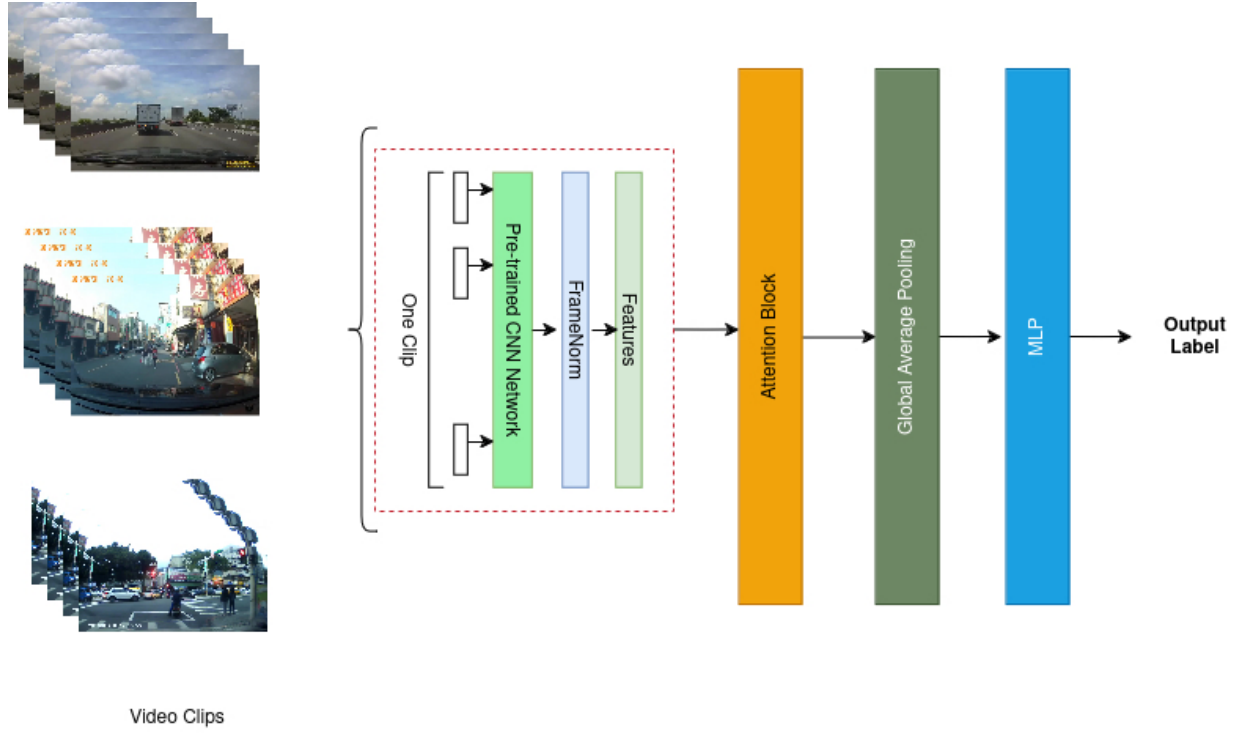 One Clip
Pre-trained CNN Network
FrameNorm
Features
Attention Block
Global Average Pooling
MLP
Output
Label
Video Clips